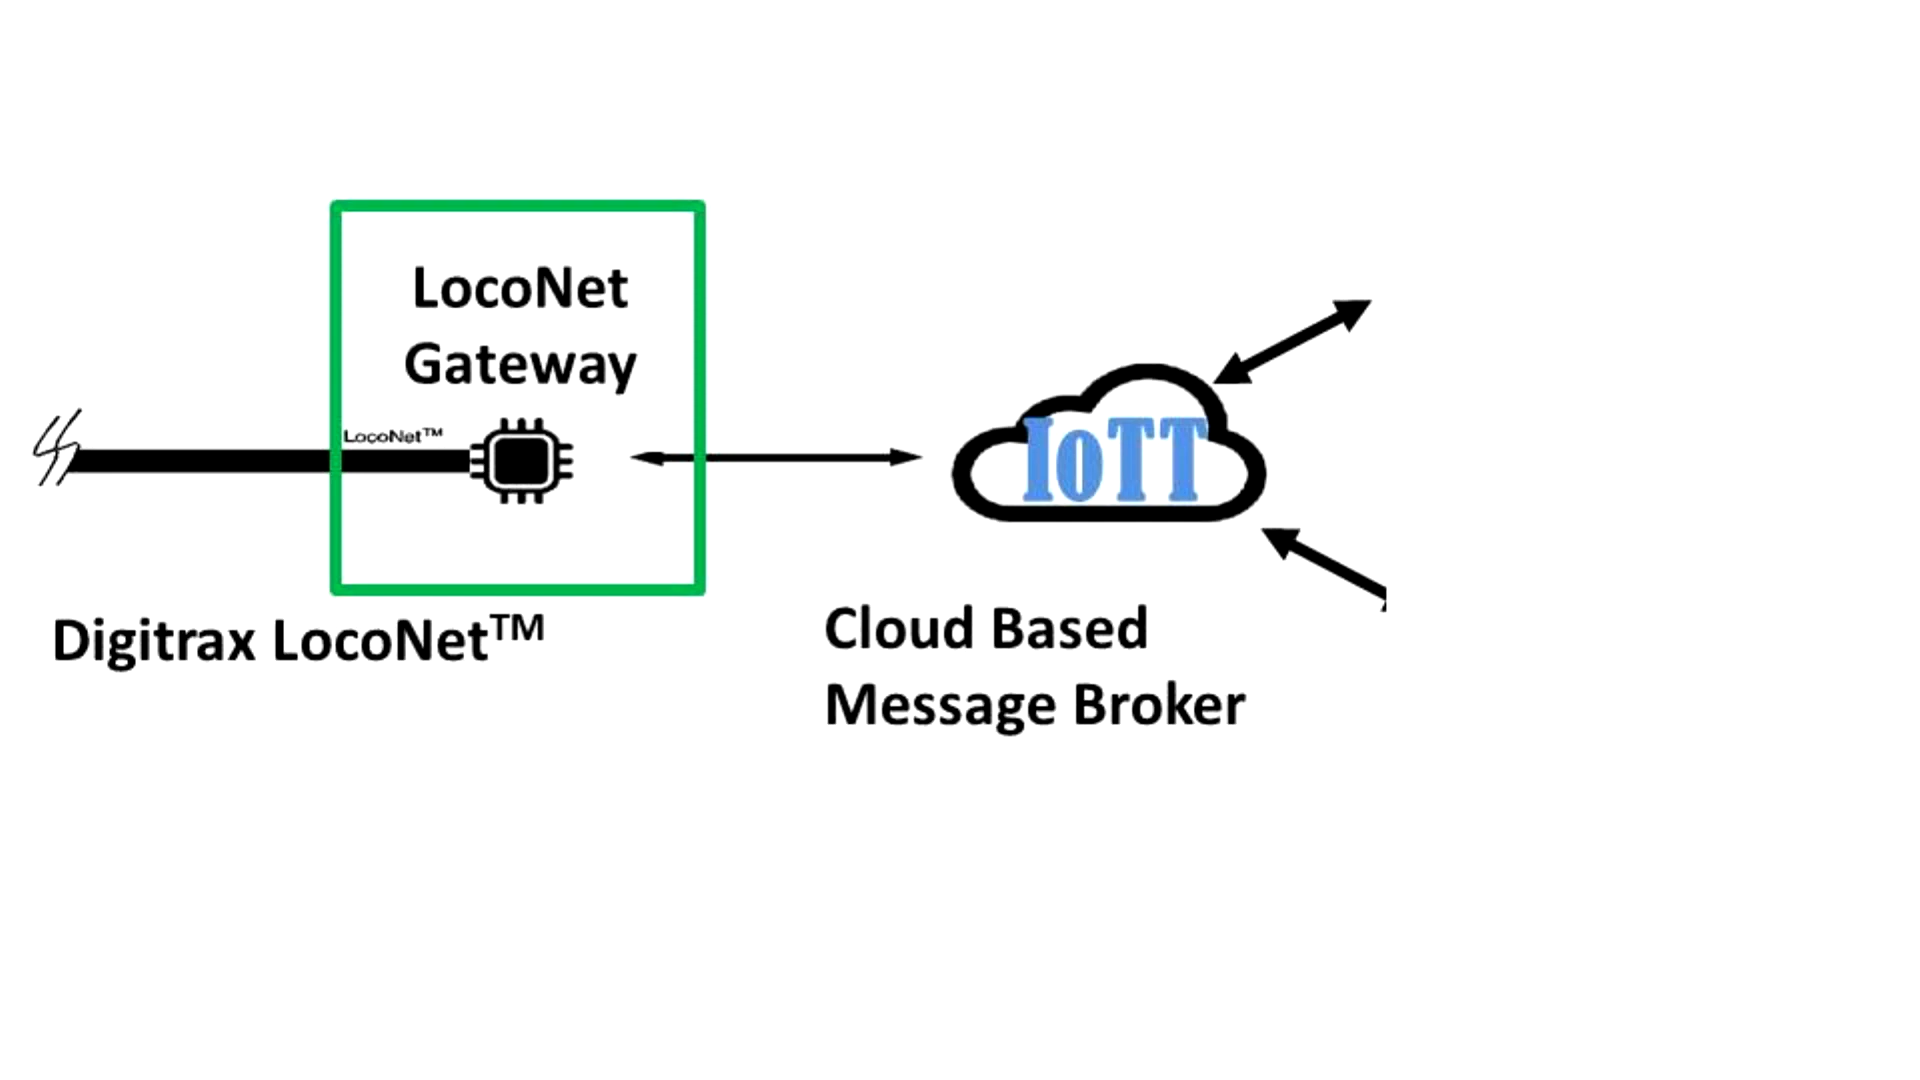 LocoNet
Gateway
LocoNet™
IoTT
Digitrax LocoNet™
Cloud Based
Message Broker